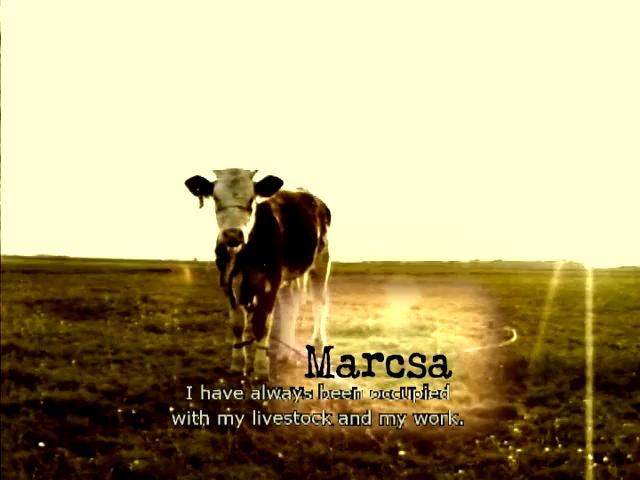 Marcsa
I have always been occupied
with my livestock and my work.